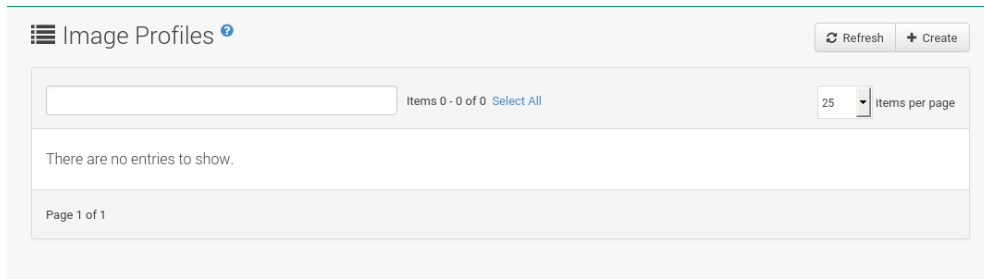 Image Profiles ?
Refresh
Create
Items 0 - 0 of 0 Select All
25 items per page
There are no entries to show.
Page 1 of 1